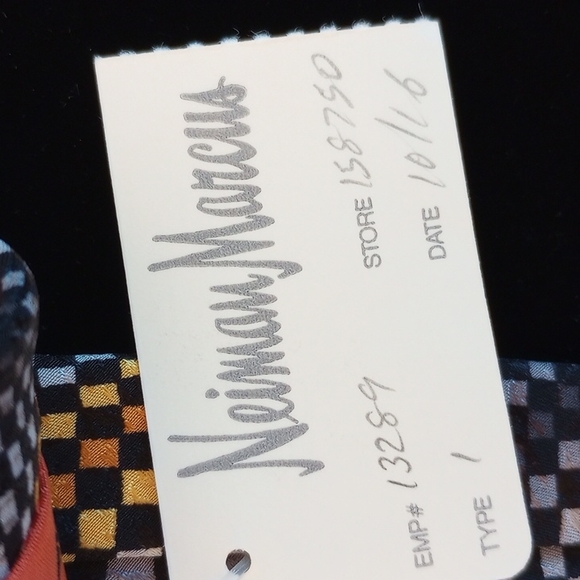 Neiman Marcus
EMP# 13289 STORE 158750
TYPE 1 DATE 10/16